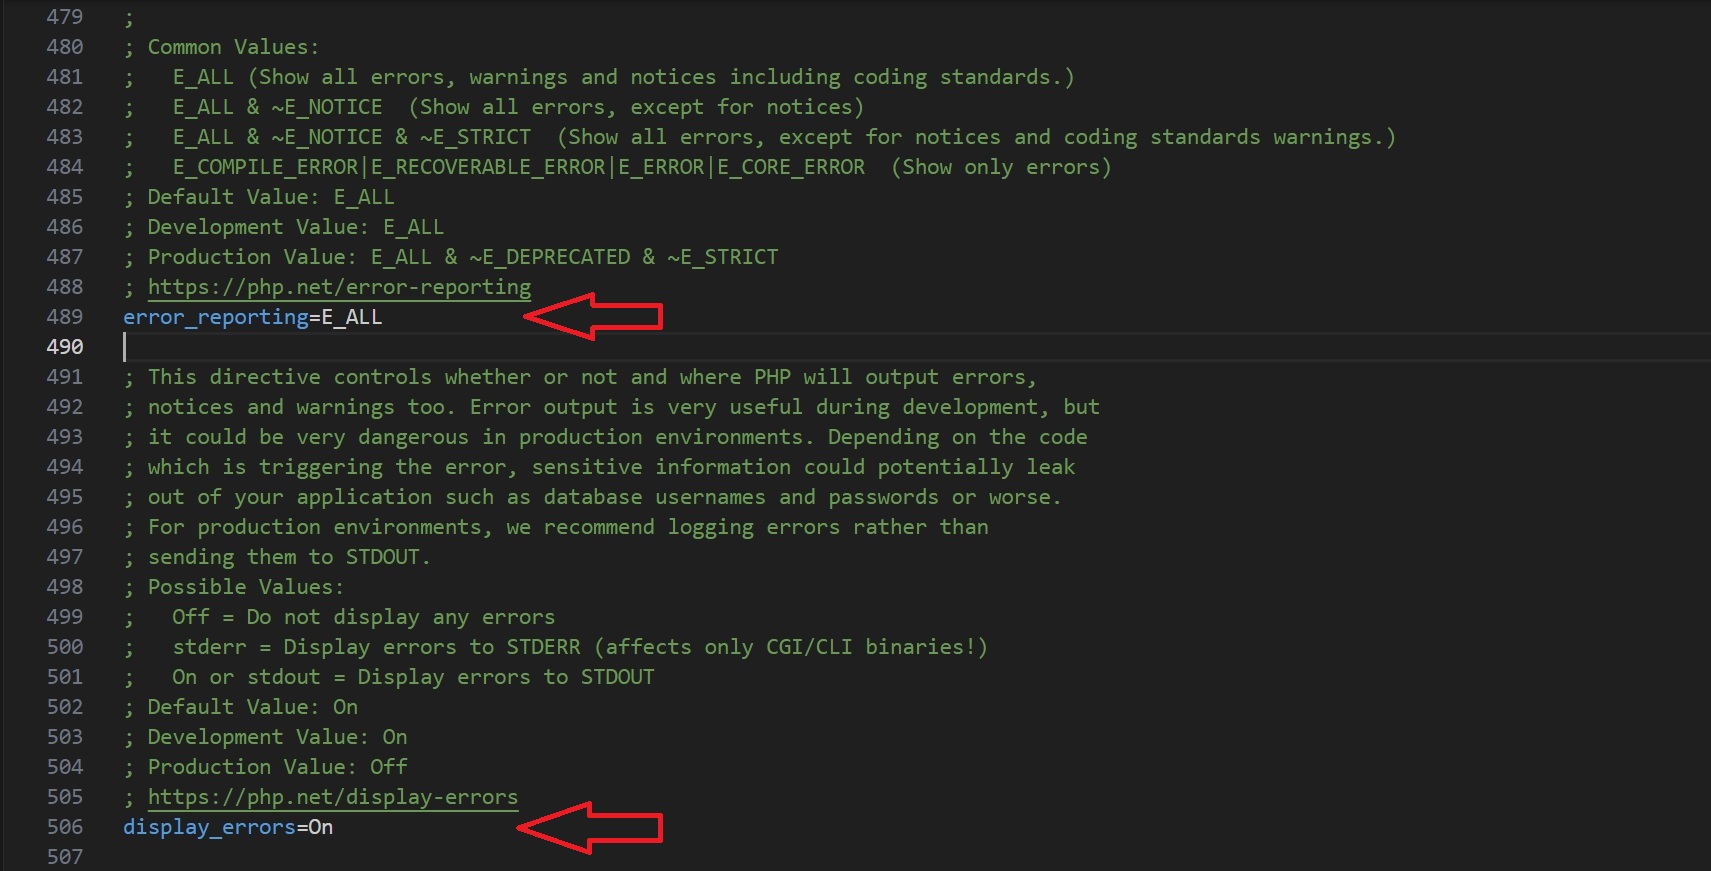 479 ;
480 ; Common Values:
481 ;   E_ALL (Show all errors, warnings and notices including coding standards.)
482 ;   E_ALL & ~E_NOTICE  (Show all errors, except for notices)
483 ;   E_ALL & ~E_NOTICE & ~E_STRICT  (Show all errors, except for notices and coding standards warnings.)
484 ;   E_COMPILE_ERROR|E_RECOVERABLE_ERROR|E_ERROR|E_CORE_ERROR  (Show only errors)
485 ; Default Value: E_ALL
486 ; Development Value: E_ALL
487 ; Production Value: E_ALL & ~E_DEPRECATED & ~E_STRICT
488 ; https://php.net/error-reporting
489 error_reporting=E_ALL
490
491 ; This directive controls whether or not and where PHP will output errors,
492 ; notices and warnings too. Error output is very useful during development, but
493 ; it could be very dangerous in production environments. Depending on the code
494 ; which is triggering the error, sensitive information could potentially leak
495 ; out of your application such as database usernames and passwords or worse.
496 ; For production environments, we recommend logging errors rather than
497 ; sending them to STDOUT.
498 ; Possible Values:
499 ;   Off = Do not display any errors
500 ;   stderr = Display errors to STDERR (affects only CGI/CLI binaries!)
501 ;   On or stdout = Display errors to STDOUT
502 ; Default Value: On
503 ; Development Value: On
504 ; Production Value: Off
505 ; https://php.net/display-errors
506 display_errors=On
507